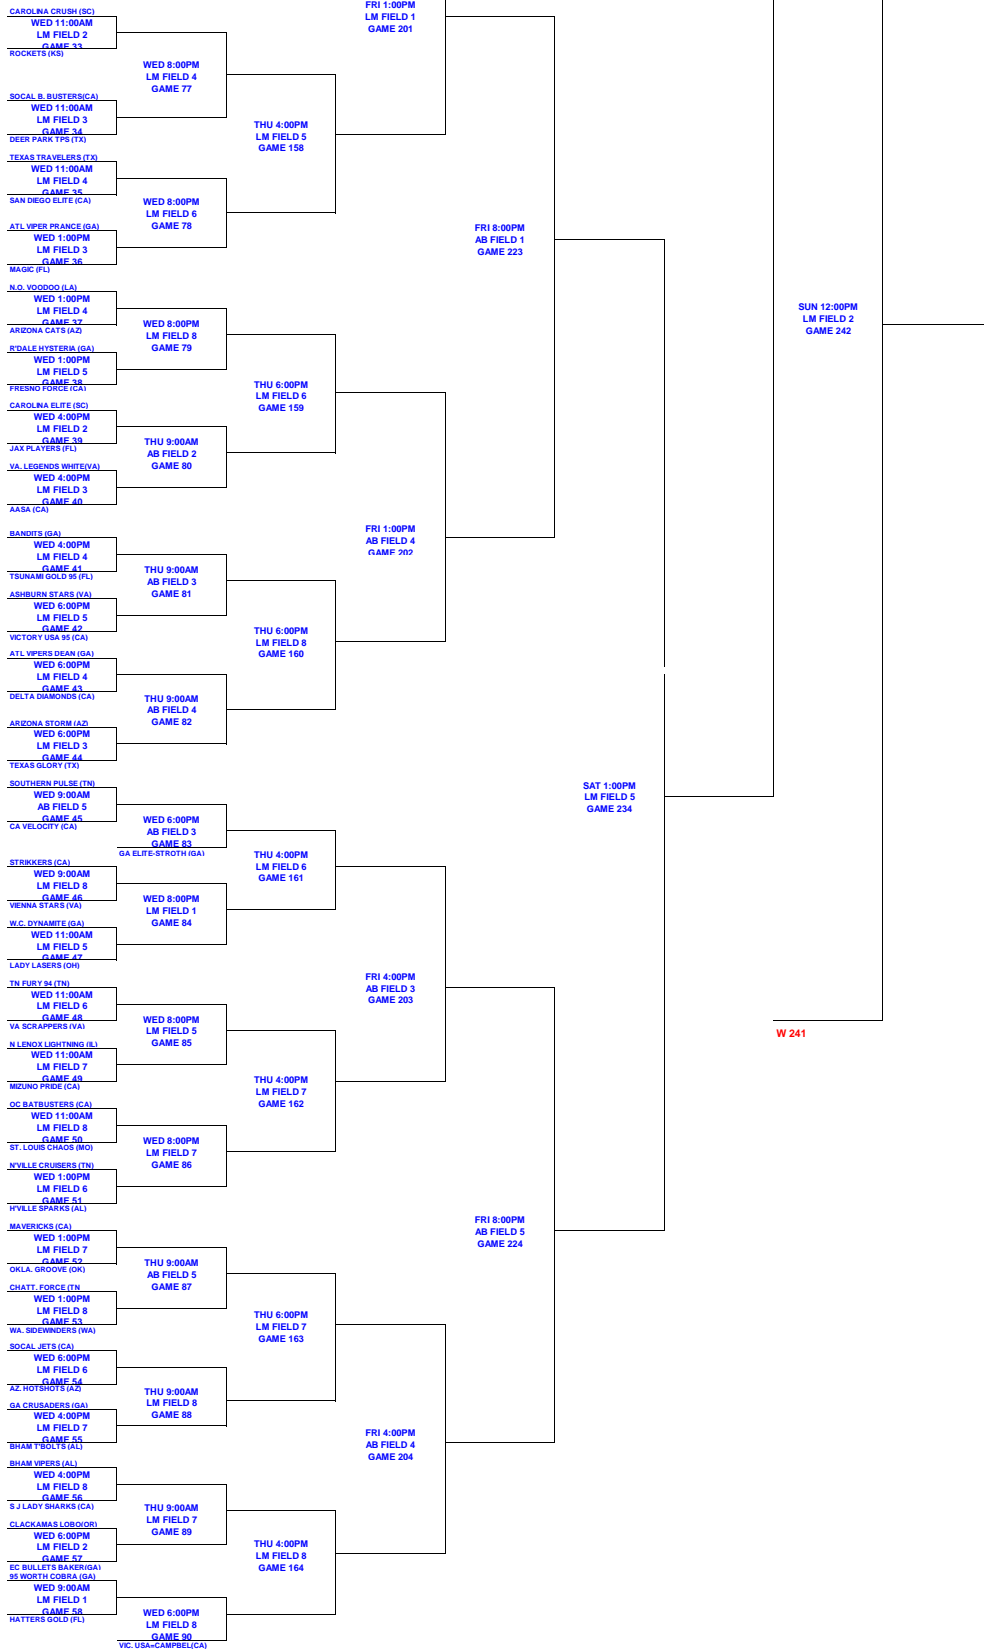 CAROLINA CRUSH (SC)
WED 11:00AM
LM FIELD 2
GAME 33
ROCKETS (KS)
SOCAL B. BUSTERS(CA)
WED 11:00AM
LM FIELD 3
GAME 34
DEER PARK TPS (TX)
TEXAS TRAVELERS (TX)
WED 11:00AM
LM FIELD 4
GAME 35
SAN DIEGO ELITE (CA)
ATL VIPER PRANCE (GA)
WED 1:00PM
LM FIELD 3
GAME 36
MAGIC (FL)
N.O. VOODOO (LA)
WED 1:00PM
LM FIELD 4
GAME 37
ARIZONA CATS (AZ)
R'DALE HYSTERIA (GA)
WED 1:00PM
LM FIELD 5
GAME 38
FRESNO FORCE (CA)
CAROLINA ELITE (SC)
WED 4:00PM
LM FIELD 2
GAME 39
JAX PLAYERS (FL)
VA. LEGENDS WHITE(VA)
WED 4:00PM
LM FIELD 3
GAME 40
AASA (CA)
BANDITS (GA)
WED 4:00PM
LM FIELD 4
GAME 41
TSUNAMI GOLD 95 (FL)
ASHBURN STARS (VA)
WED 6:00PM
LM FIELD 5
GAME 42
VICTORY USA 95 (CA)
ATL VIPERS DEAN (GA)
WED 6:00PM
LM FIELD 4
GAME 43
DELTA DIAMONDS (CA)
ARIZONA STORM (AZ)
WED 6:00PM
LM FIELD 3
GAME 44
TEXAS GLORY (TX)
SOUTHERN PULSE (TN)
WED 9:00AM
AB FIELD 5
GAME 45
CA VELOCITY (CA)
STRIKKERS (CA)
WED 9:00AM
LM FIELD 8
GAME 46
VIENNA STARS (VA)
W.C. DYNAMITE (GA)
WED 11:00AM
LM FIELD 5
GAME 47
LADY LASERS (OH)
TN FURY 94 (TN)
WED 11:00AM
LM FIELD 6
GAME 48
VA SCRAPPERS (VA)
N LENOX LIGHTNING (IL)
WED 11:00AM
LM FIELD 7
GAME 49
MIZUNO PRIDE (CA)
OC BATBUSTERS (CA)
WED 11:00AM
LM FIELD 8
GAME 50
ST. LOUIS CHAOS (MO)
N'VILLE CRUISERS (TN)
WED 1:00PM
LM FIELD 6
GAME 51
H'VILLE SPARKS (AL)
MAVERICKS (CA)
WED 1:00PM
LM FIELD 7
GAME 52
OKLA. GROOVE (OK)
CHATT. FORCE (TN
WED 1:00PM
LM FIELD 8
GAME 53
WA. SIDEWINDERS (WA)
SOCAL JETS (CA)
WED 6:00PM
LM FIELD 6
GAME 54
AZ. HOTSHOTS (AZ)
GA CRUSADERS (GA)
WED 4:00PM
LM FIELD 7
GAME 55
BHAM T'BOLTS (AL)
BHAM VIPERS (AL)
WED 4:00PM
LM FIELD 8
GAME 56
S J LADY SHARKS (CA)
CLACKAMAS LOBO(OR)
WED 6:00PM
LM FIELD 2
GAME 57
EC BULLETS BAKER(GA)
95 WORTH COBRA (GA)
WED 9:00AM
LM FIELD 1
GAME 58
HATTERS GOLD (FL)
WED 8:00PM
LM FIELD 4
GAME 77
WED 8:00PM
LM FIELD 6
GAME 78
WED 8:00PM
LM FIELD 8
GAME 79
THU 9:00AM
AB FIELD 2
GAME 80
THU 9:00AM
AB FIELD 3
GAME 81
THU 9:00AM
AB FIELD 4
GAME 82
WED 6:00PM
AB FIELD 3
GAME 83
GA ELITE-STROTH (GA)
WED 8:00PM
LM FIELD 1
GAME 84
WED 8:00PM
LM FIELD 5
GAME 85
WED 8:00PM
LM FIELD 7
GAME 86
THU 9:00AM
AB FIELD 5
GAME 87
THU 9:00AM
LM FIELD 8
GAME 88
THU 9:00AM
LM FIELD 7
GAME 89
WED 6:00PM
LM FIELD 8
GAME 90
VIC. USA=CAMPBEL(CA)
THU 4:00PM
LM FIELD 5
GAME 158
THU 6:00PM
LM FIELD 6
GAME 159
THU 6:00PM
LM FIELD 8
GAME 160
THU 4:00PM
LM FIELD 6
GAME 161
THU 4:00PM
LM FIELD 7
GAME 162
THU 6:00PM
LM FIELD 7
GAME 163
THU 4:00PM
LM FIELD 8
GAME 164
FRI 1:00PM
LM FIELD 1
GAME 201
FRI 1:00PM
AB FIELD 4
GAME 202
FRI 4:00PM
AB FIELD 3
GAME 203
FRI 4:00PM
AB FIELD 4
GAME 204
FRI 8:00PM
AB FIELD 1
GAME 223
FRI 8:00PM
AB FIELD 5
GAME 224
SAT 1:00PM
LM FIELD 5
GAME 234
SUN 12:00PM
LM FIELD 2
GAME 242
W 241